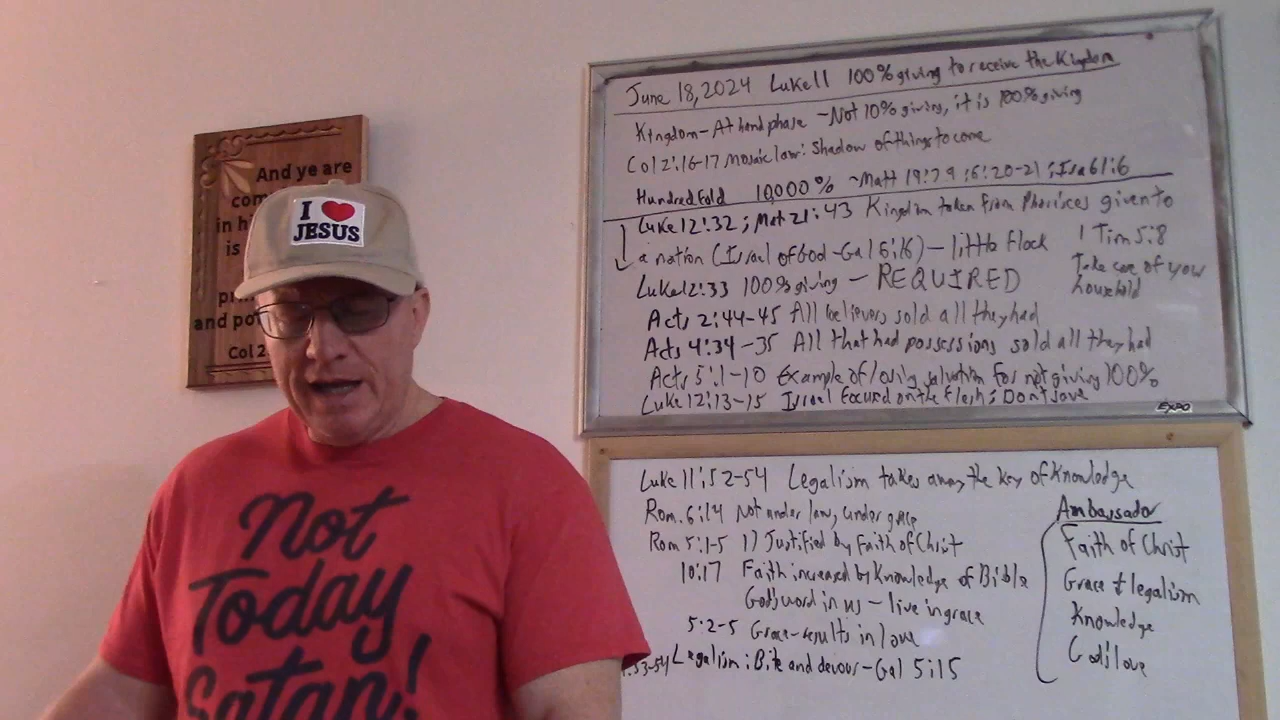 And ye are
com
in hi
is
pri
and po
Col 2
I ❤ JESUS
Not
Today
Satan!
June 18, 2024 Luke 11 100% giving to receive the Kingdom
Kingdom - At hand phase - Not 10% giving, it is 100% giving
Col 2:16-17 Mosaic law: Shadow of things to come
Hundredfold 10,000% ~ Matt 19:29; 6:20-21; Isa 61:6
Luke 12:32; Mat 21:43 Kingdom taken from Pharisees given to
a nation (Israel of God - Gal 6:16) - little flock
Luke 12:33 100% giving - REQUIRED
1 Tim 5:8
Take care of your
household
Acts 2:44-45 All believers sold all they had
Acts 4:34-35 All that had possessions sold all they had
Acts 5:1-10 Example of losing salvation for not giving 100%
Luke 12:13-15 Israel focused on the flesh; Don't save
EXPO
Luke 11:52-54 Legalism takes away the key of knowledge
Rom. 6:14 Not under law, under grace
Rom 5:1-5 1) Justified by Faith of Christ
10:17 Faith increased by Knowledge of Bible
God's word in us - live in grace
5:2-5 Grace - results in love
:53-54 Legalism: Bite and devour - Gal 5:15
Ambassador
Faith of Christ
Grace ≠ legalism
Knowledge
God's love